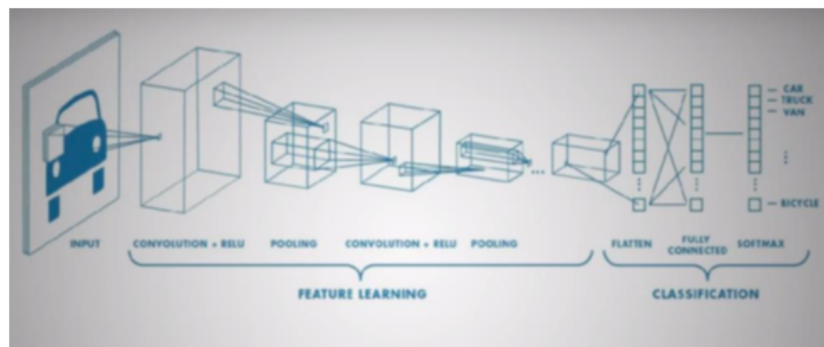 CAR
TRUCK
VAN
BICYCLE
INPUT
CONVOLUTION + RELU
POOLING
CONVOLUTION + RELU
POOLING
FLATTEN
FULLY
CONNECTED
SOFTMAX
FEATURE LEARNING
CLASSIFICATION